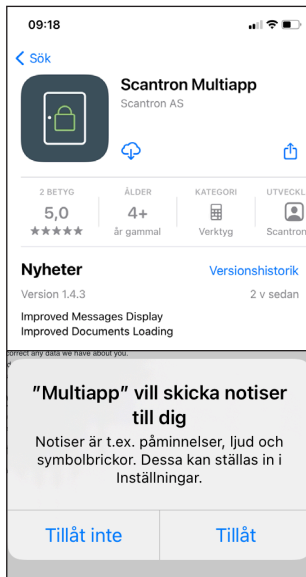 09:18
Sök
Scantron Multiapp
Scantron AS
2 BETYG
ÅLDER
KATEGORI
UTVECKL
5,0
4+
★★★★★
år gammal
Verktyg
Scantron
Nyheter
Versionshistorik
Version 1.4.3
2 v sedan
Improved Messages Display
Improved Documents Loading
correct any data we have about you.
”Multiapp” vill skicka notiser
till dig
Notiser är t.ex. påminnelser, ljud och
symbolbrickor. Dessa kan ställas in i
Inställningar.
Tillåt inte
Tillåt